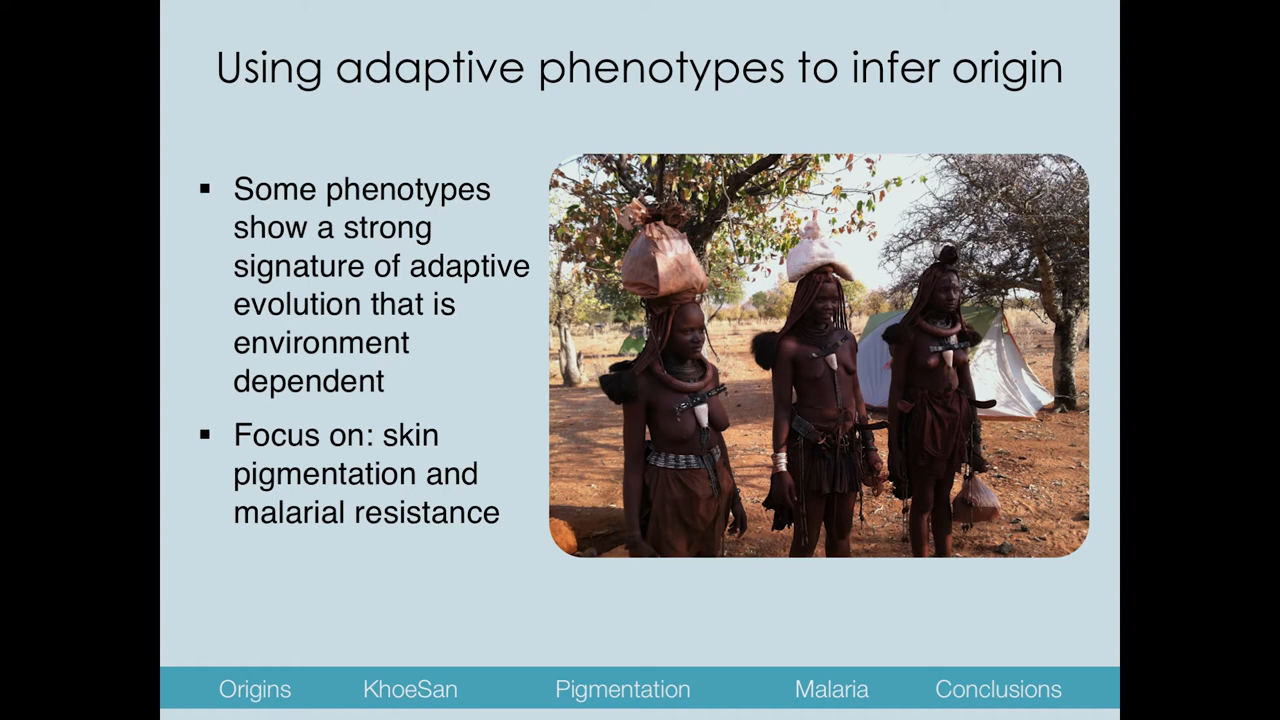 Using adaptive phenotypes to infer origin
▪ Some phenotypes
show a strong
signature of adaptive
evolution that is
environment
dependent
▪ Focus on: skin
pigmentation and
malarial resistance
Origins KhoeSan Pigmentation Malaria Conclusions